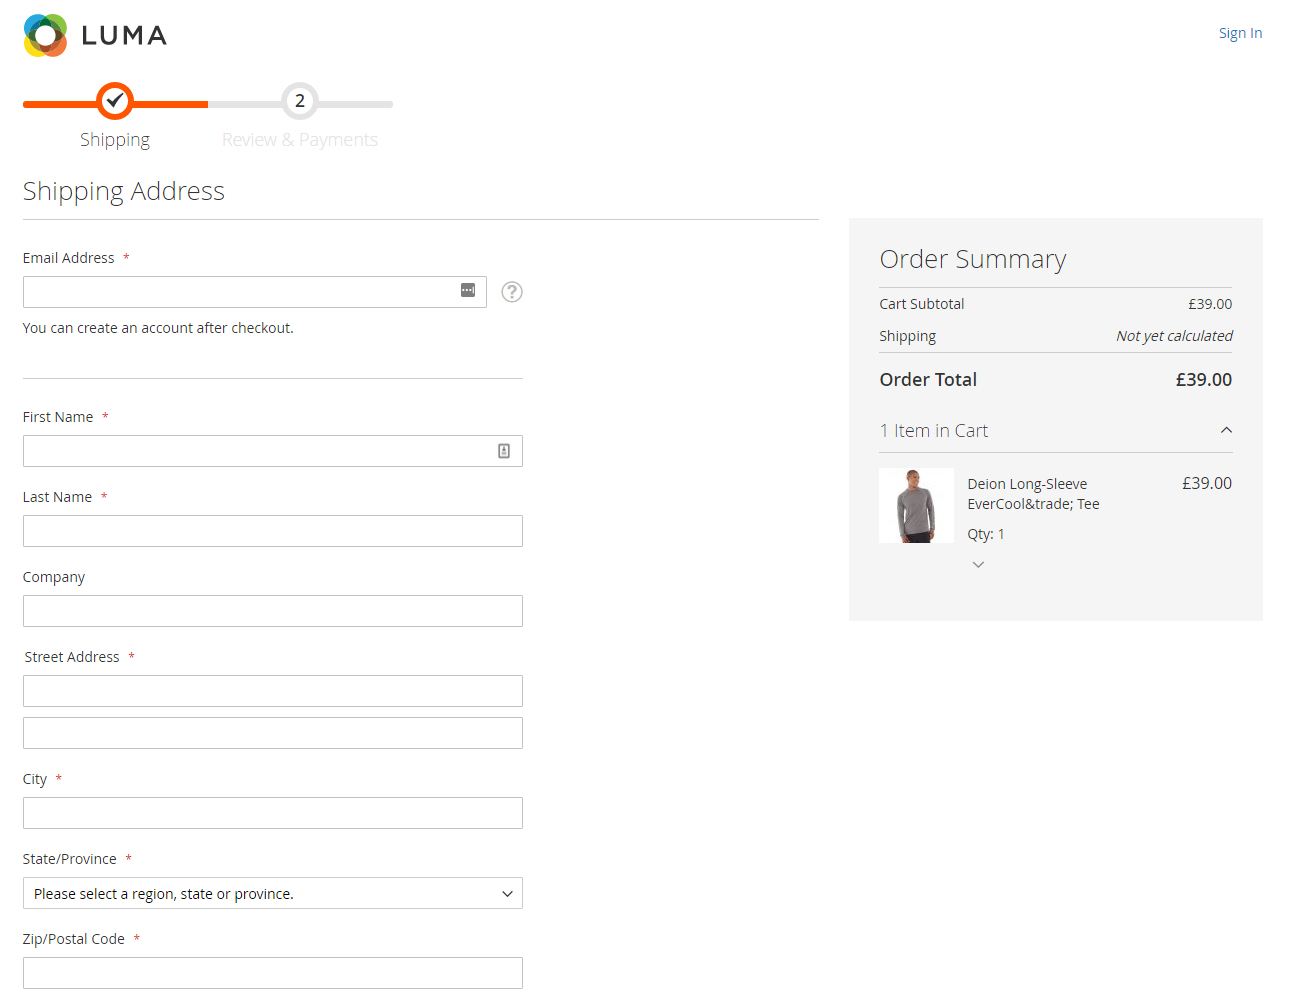 LUMA
Sign In
2
Shipping
Review & Payments
Shipping Address
Email Address *
You can create an account after checkout.
First Name *
Last Name *
Company
Street Address *
City *
State/Province *
Please select a region, state or province.
Zip/Postal Code *
Order Summary
Cart Subtotal £39.00
Shipping Not yet calculated
Order Total £39.00
1 Item in Cart
Deion Long-Sleeve £39.00
EverCool&trade; Tee
Qty: 1